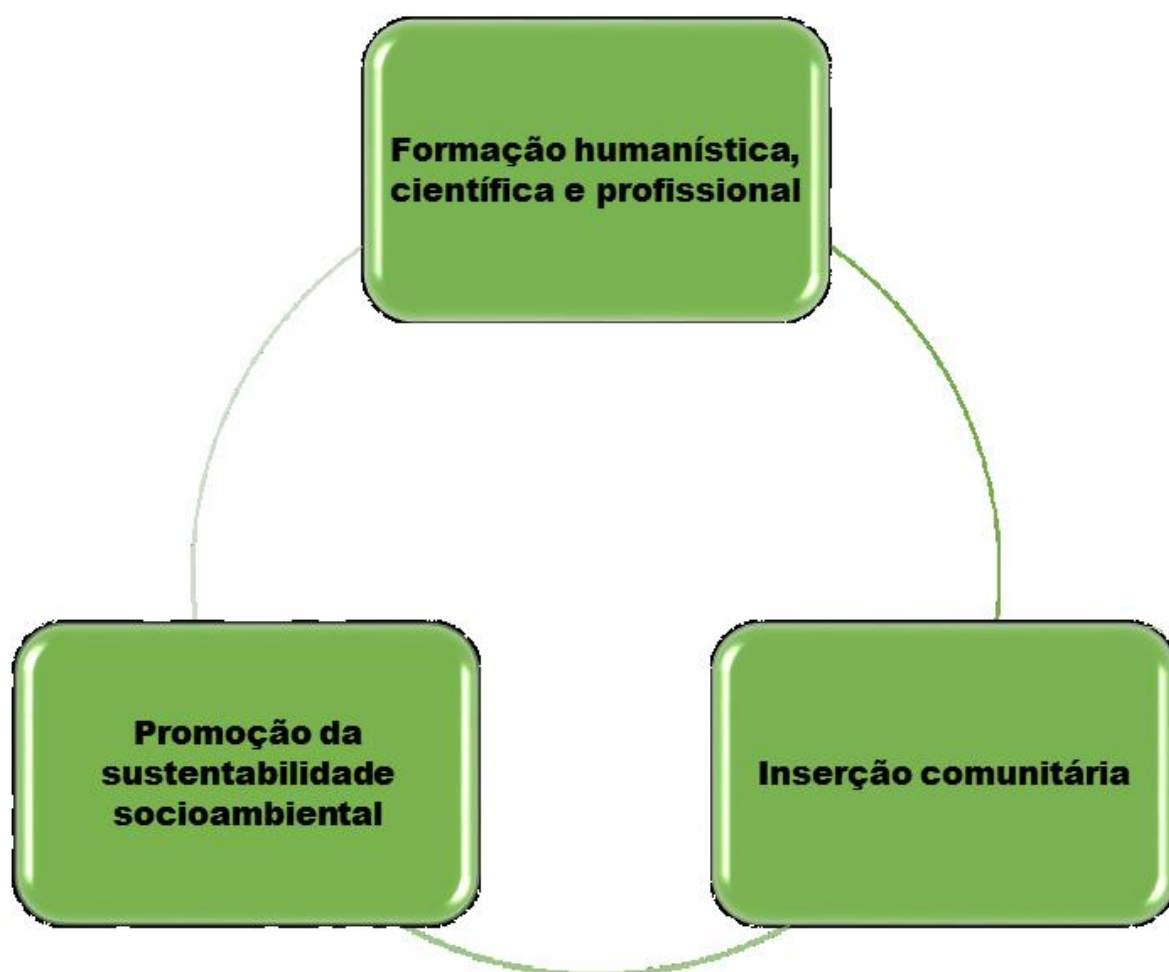 Formação humanística,
científica e profissional
Promoção da
sustentabilidade
socioambiental
Inserção comunitária